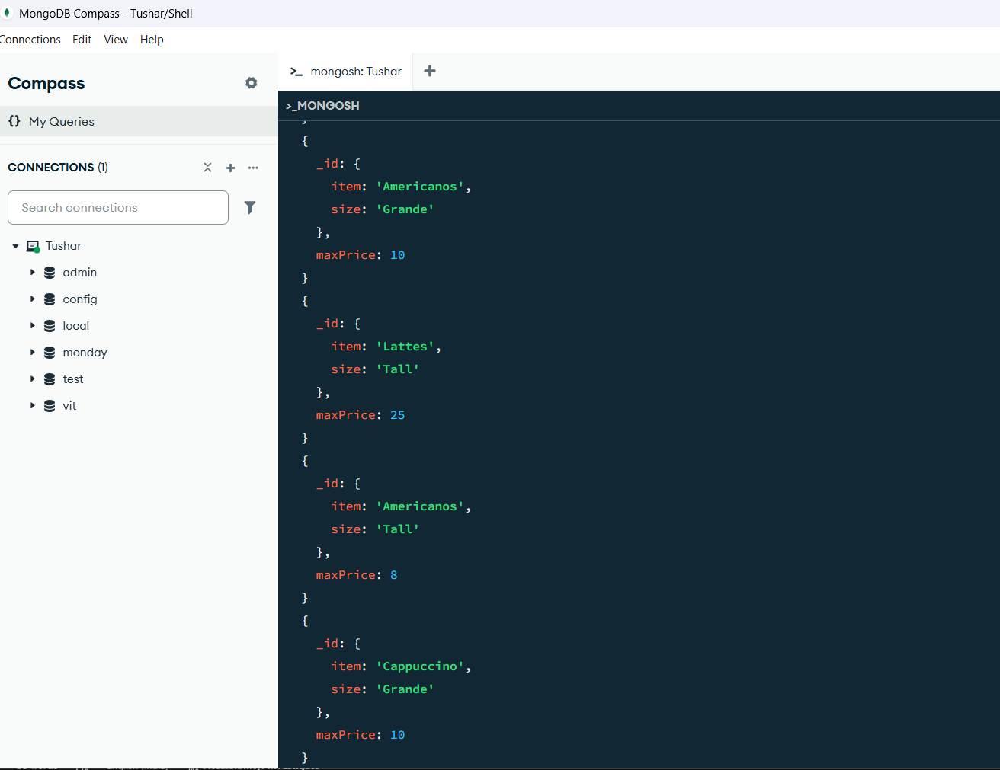 MongoDB Compass - Tushar/Shell
Connections Edit View Help
Compass
{} My Queries
CONNECTIONS (1)
Search connections
Tushar
admin
config
local
monday
test
vit
>_ mongosh: Tushar +
>_MONGOSH
}
{
_id: {
item: 'Americanos',
size: 'Grande'
},
maxPrice: 10
}
{
_id: {
item: 'Lattes',
size: 'Tall'
},
maxPrice: 25
}
{
_id: {
item: 'Americanos',
size: 'Tall'
},
maxPrice: 8
}
{
_id: {
item: 'Cappuccino',
size: 'Grande'
},
maxPrice: 10
}